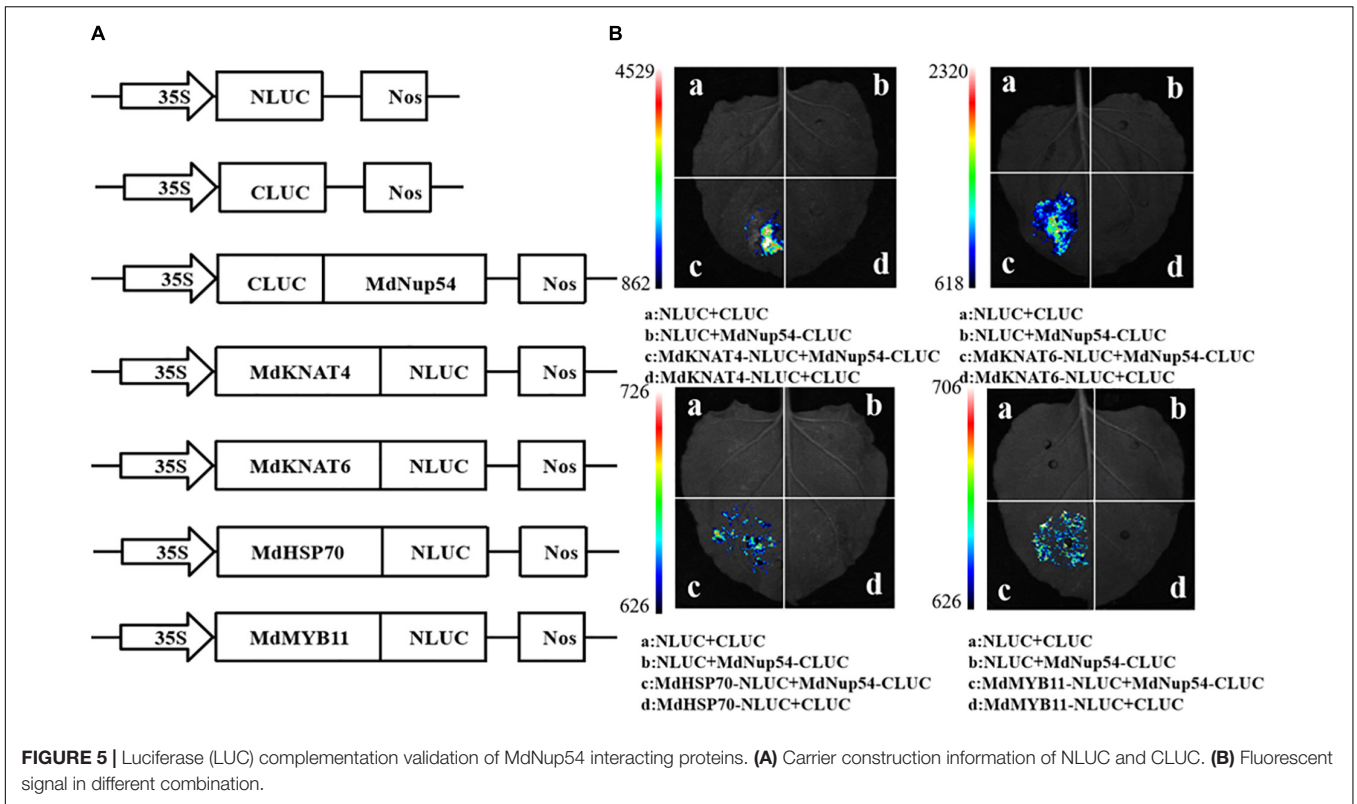 A
35S NLUC Nos
35S CLUC Nos
35S CLUC MdNup54 Nos
35S MdKNAT4 NLUC Nos
35S MdKNAT6 NLUC Nos
35S MdHSP70 NLUC Nos
35S MdMYB11 NLUC Nos
B
4529
862
a b
c d
a:NLUC+CLUC
b:NLUC+MdNup54-CLUC
c:MdKNAT4-NLUC+MdNup54-CLUC
d:MdKNAT4-NLUC+CLUC
2320
618
a b
c d
a:NLUC+CLUC
b:NLUC+MdNup54-CLUC
c:MdKNAT6-NLUC+MdNup54-CLUC
d:MdKNAT6-NLUC+CLUC
726
626
a b
c d
a:NLUC+CLUC
b:NLUC+MdNup54-CLUC
c:MdHSP70-NLUC+MdNup54-CLUC
d:MdHSP70-NLUC+CLUC
706
626
a b
c d
a:NLUC+CLUC
b:NLUC+MdNup54-CLUC
c:MdMYB11-NLUC+MdNup54-CLUC
d:MdMYB11-NLUC+CLUC
FIGURE 5 | Luciferase (LUC) complementation validation of MdNup54 interacting proteins. (A) Carrier construction information of NLUC and CLUC. (B) Fluorescent
signal in different combination.